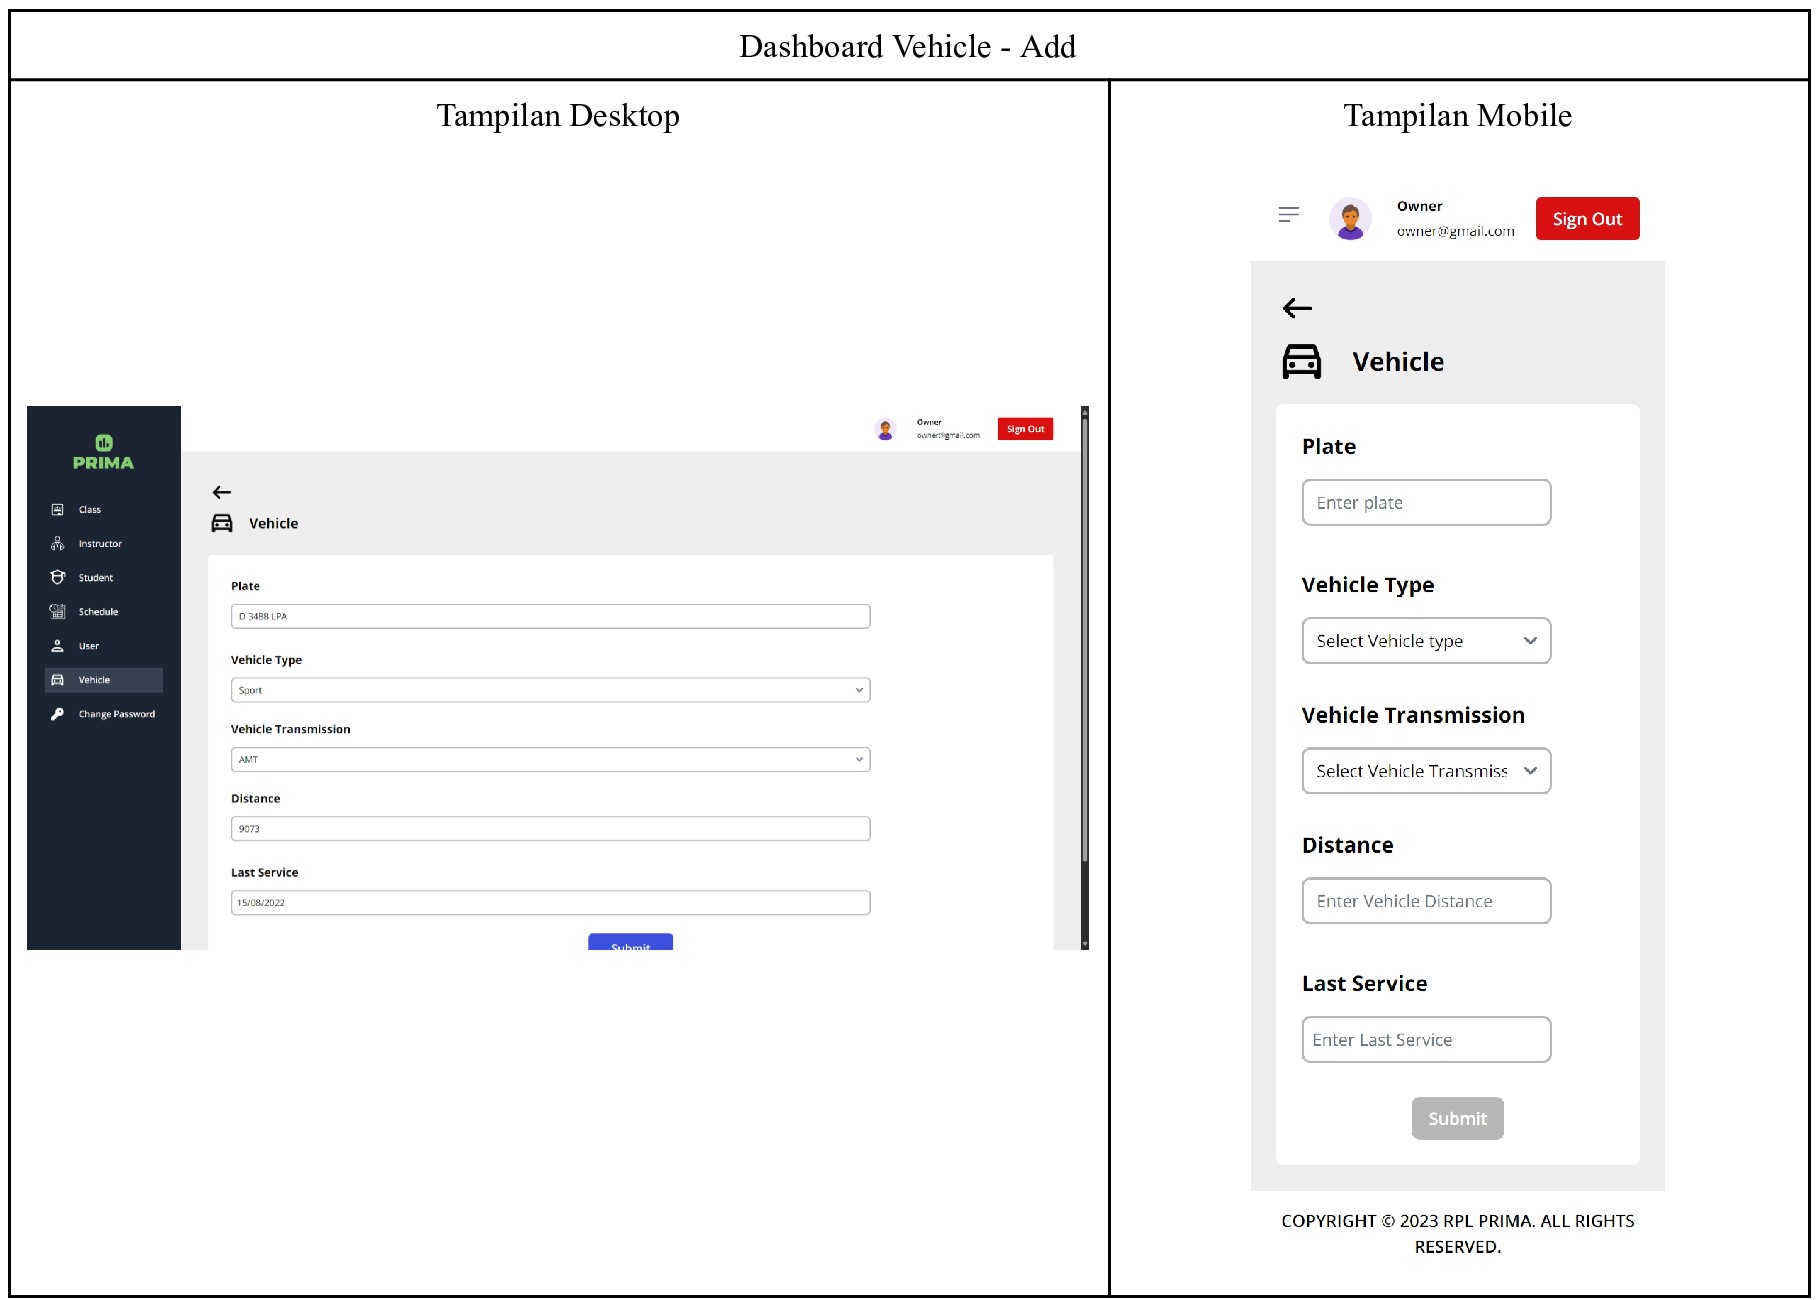 Dashboard Vehicle - Add
Tampilan Desktop
PRIMA
Class
Instructor
Student
Schedule
User
Vehicle
Change Password
Owner
owner@gmail.com
Sign Out
Vehicle
Plate
D 3488 LPA
Vehicle Type
Sport
Vehicle Transmission
AMT
Distance
9073
Last Service
15/08/2022
Submit
Tampilan Mobile
Owner
owner@gmail.com
Sign Out
Vehicle
Plate
Enter plate
Vehicle Type
Select Vehicle type
Vehicle Transmission
Select Vehicle Transmiss
Distance
Enter Vehicle Distance
Last Service
Enter Last Service
Submit
COPYRIGHT © 2023 RPL PRIMA. ALL RIGHTS
RESERVED.